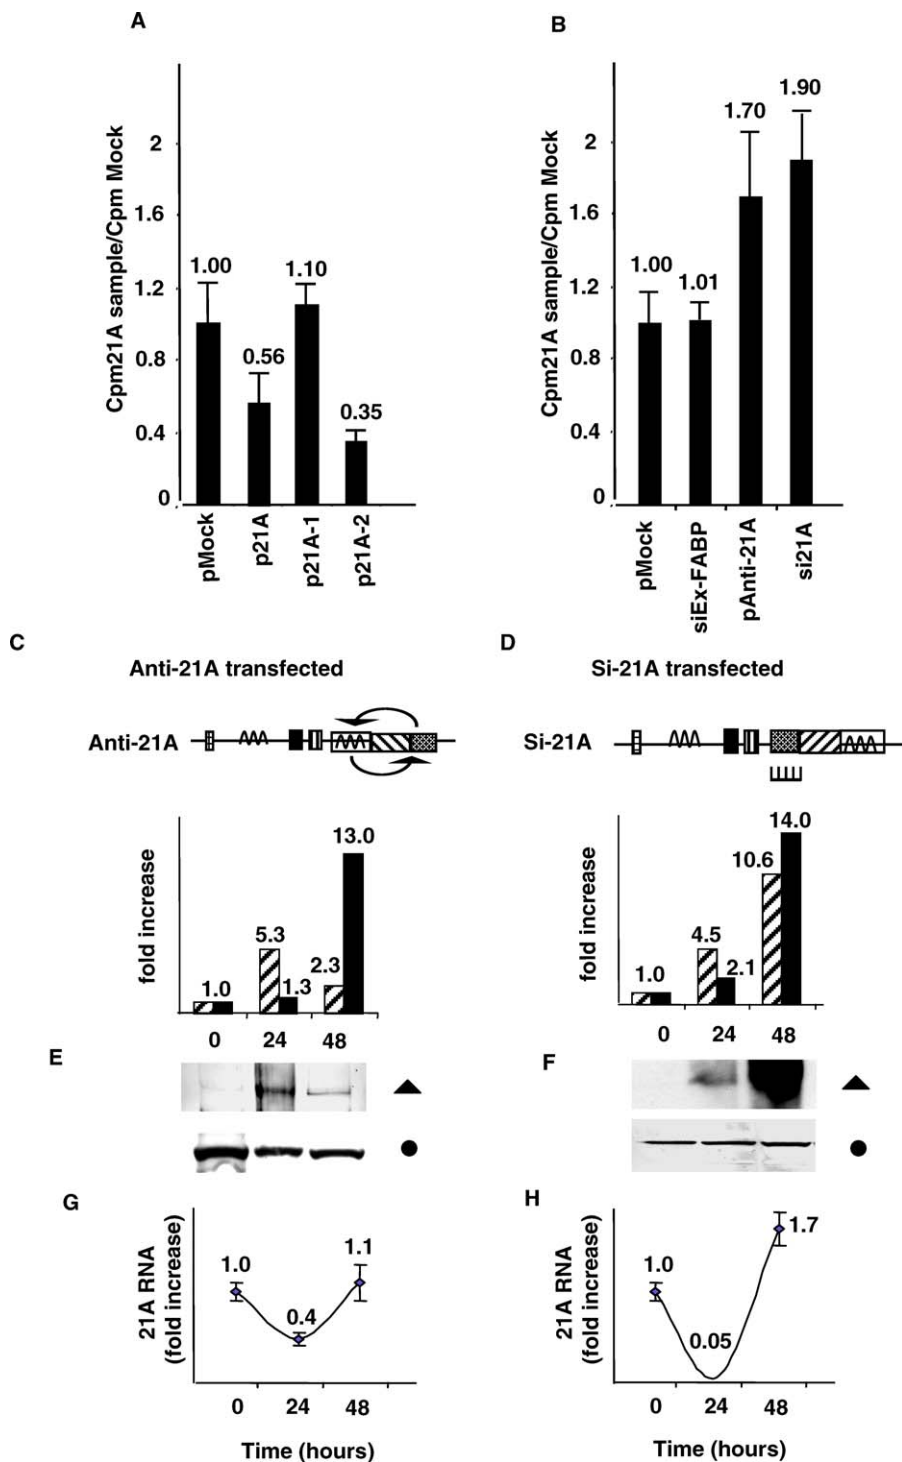 A
Cpm21A sample/Cpm Mock
2
1.6
1.2
0.8
0.4
0
1.00
0.56
1.10
0.35
pMock
p21A
p21A-1
p21A-2
B
Cpm21A sample/Cpm Mock
2
1.6
1.2
0.8
0.4
0
1.00
1.01
1.70
1.90
pMock
siEx-FABP
pAnti-21A
si21A
C
Anti-21A transfected
Anti-21A
fold increase
1.0
5.3
1.3
2.3
13.0
0 24 48
D
Si-21A transfected
Si-21A
fold increase
1.0
4.5
2.1
10.6
14.0
0 24 48
E
F
G
21A RNA
(fold increase)
1.0
0.4
1.1
0 24 48
Time (hours)
H
21A RNA
(fold increase)
1.0
0.05
1.7
0 24 48
Time (hours)